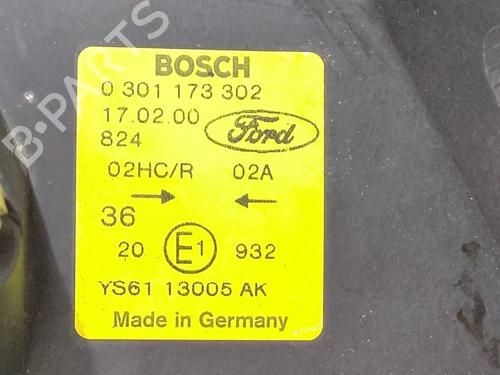 BOSCH
0 301 173 302
17.02.00
824
Ford
02HC/R 02A
36
20 E1 932
YS61 13005 AK
Made in Germany
B-PARTS